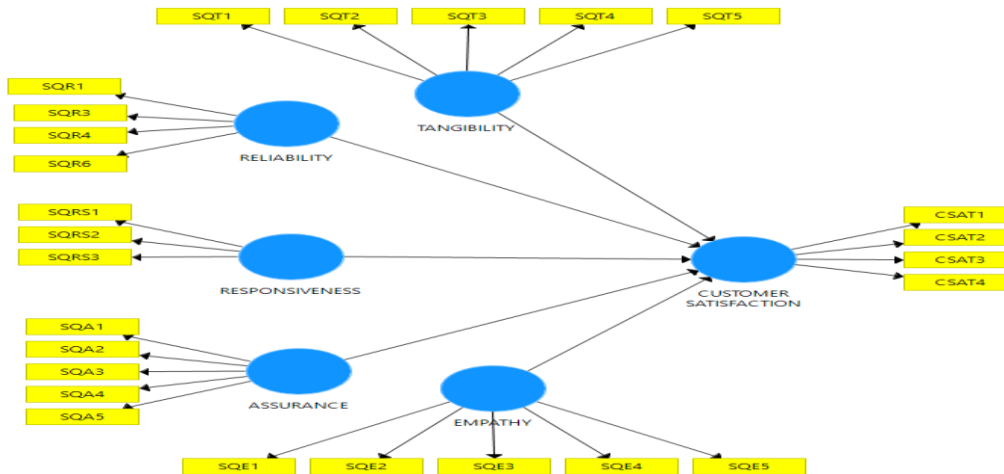 SQT1
SQT2
SQT3
SQT4
SQT5
TANGIBILITY
SQR1
SQR3
SQR4
SQR6
RELIABILITY
SQRS1
SQRS2
SQRS3
RESPONSIVENESS
CSAT1
CSAT2
CSAT3
CSAT4
CUSTOMER
SATISFACTION
SQA1
SQA2
SQA3
SQA4
SQA5
ASSURANCE
EMPATHY
SQE1
SQE2
SQE3
SQE4
SQE5